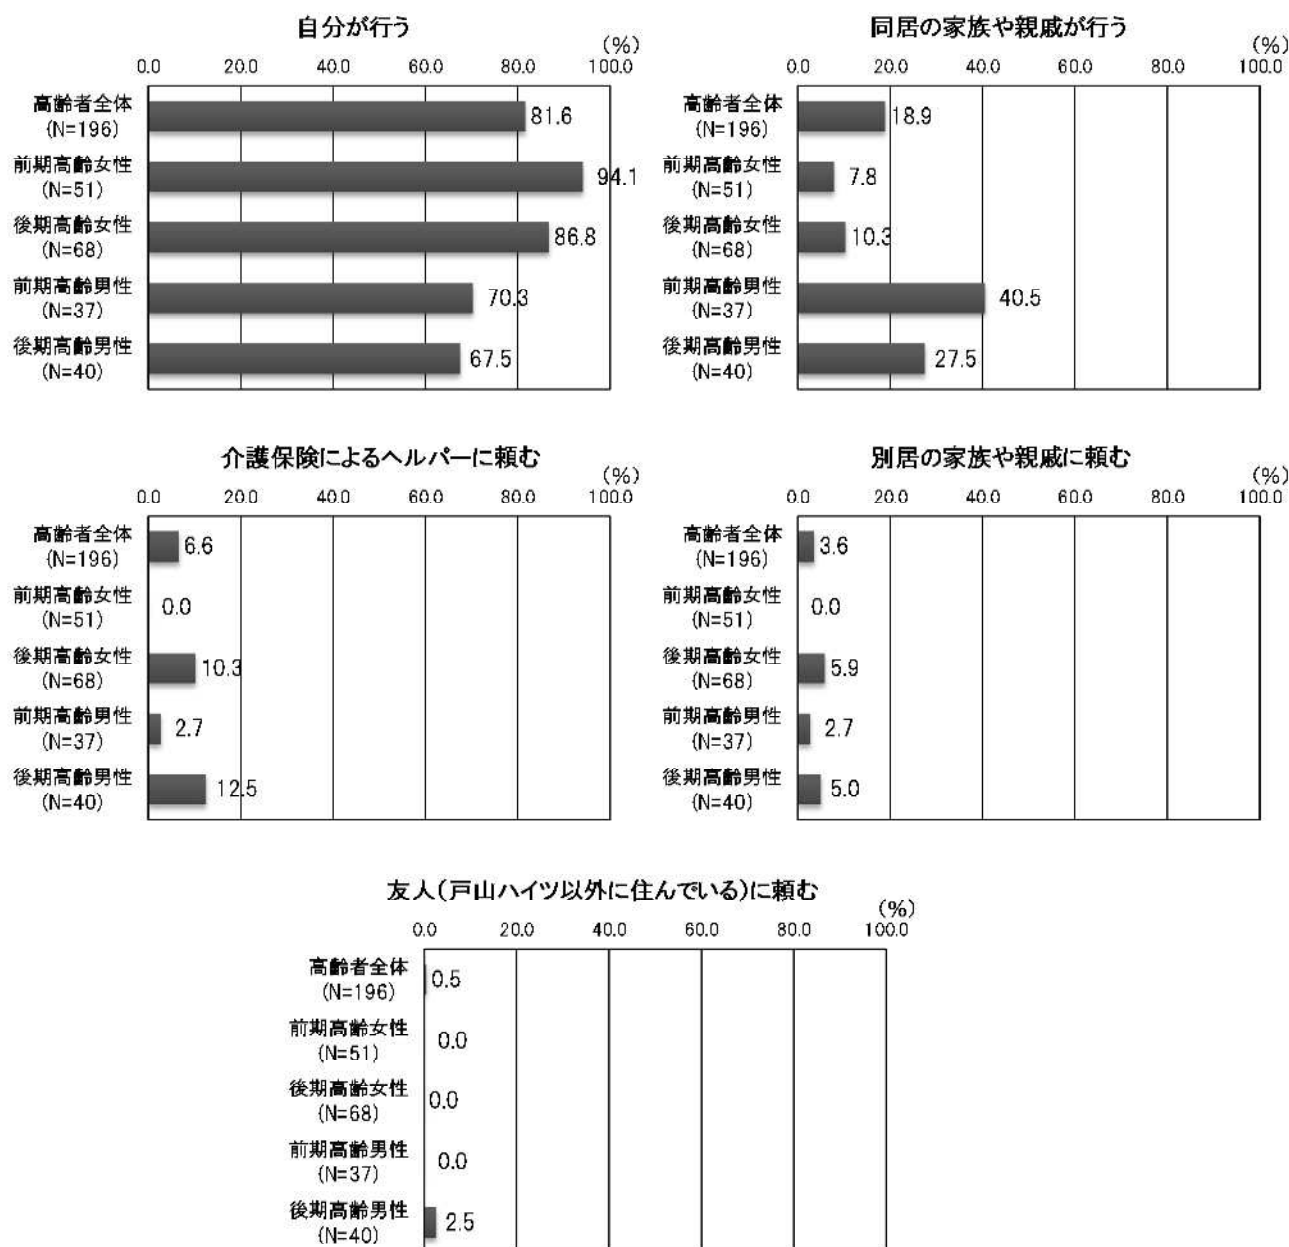 自分が行う
(%)
0.0 20.0 40.0 60.0 80.0 100.0
高齢者全体
(N=196)
81.6
前期高齢女性
(N=51)
94.1
後期高齢女性
(N=68)
86.8
前期高齢男性
(N=37)
70.3
後期高齢男性
(N=40)
67.5
同居の家族や親戚が行う
(%)
0.0 20.0 40.0 60.0 80.0 100.0
高齢者全体
(N=196)
18.9
前期高齢女性
(N=51)
7.8
後期高齢女性
(N=68)
10.3
前期高齢男性
(N=37)
40.5
後期高齢男性
(N=40)
27.5
介護保険によるヘルパーに頼む
(%)
0.0 20.0 40.0 60.0 80.0 100.0
高齢者全体
(N=196)
6.6
前期高齢女性
(N=51)
0.0
後期高齢女性
(N=68)
10.3
前期高齢男性
(N=37)
2.7
後期高齢男性
(N=40)
12.5
別居の家族や親戚に頼む
(%)
0.0 20.0 40.0 60.0 80.0 100.0
高齢者全体
(N=196)
3.6
前期高齢女性
(N=51)
0.0
後期高齢女性
(N=68)
5.9
前期高齢男性
(N=37)
2.7
後期高齢男性
(N=40)
5.0
友人(戸山ハイツ以外に住んでいる)に頼む
(%)
0.0 20.0 40.0 60.0 80.0 100.0
高齢者全体
(N=196)
0.5
前期高齢女性
(N=51)
0.0
後期高齢女性
(N=68)
0.0
前期高齢男性
(N=37)
0.0
後期高齢男性
(N=40)
2.5